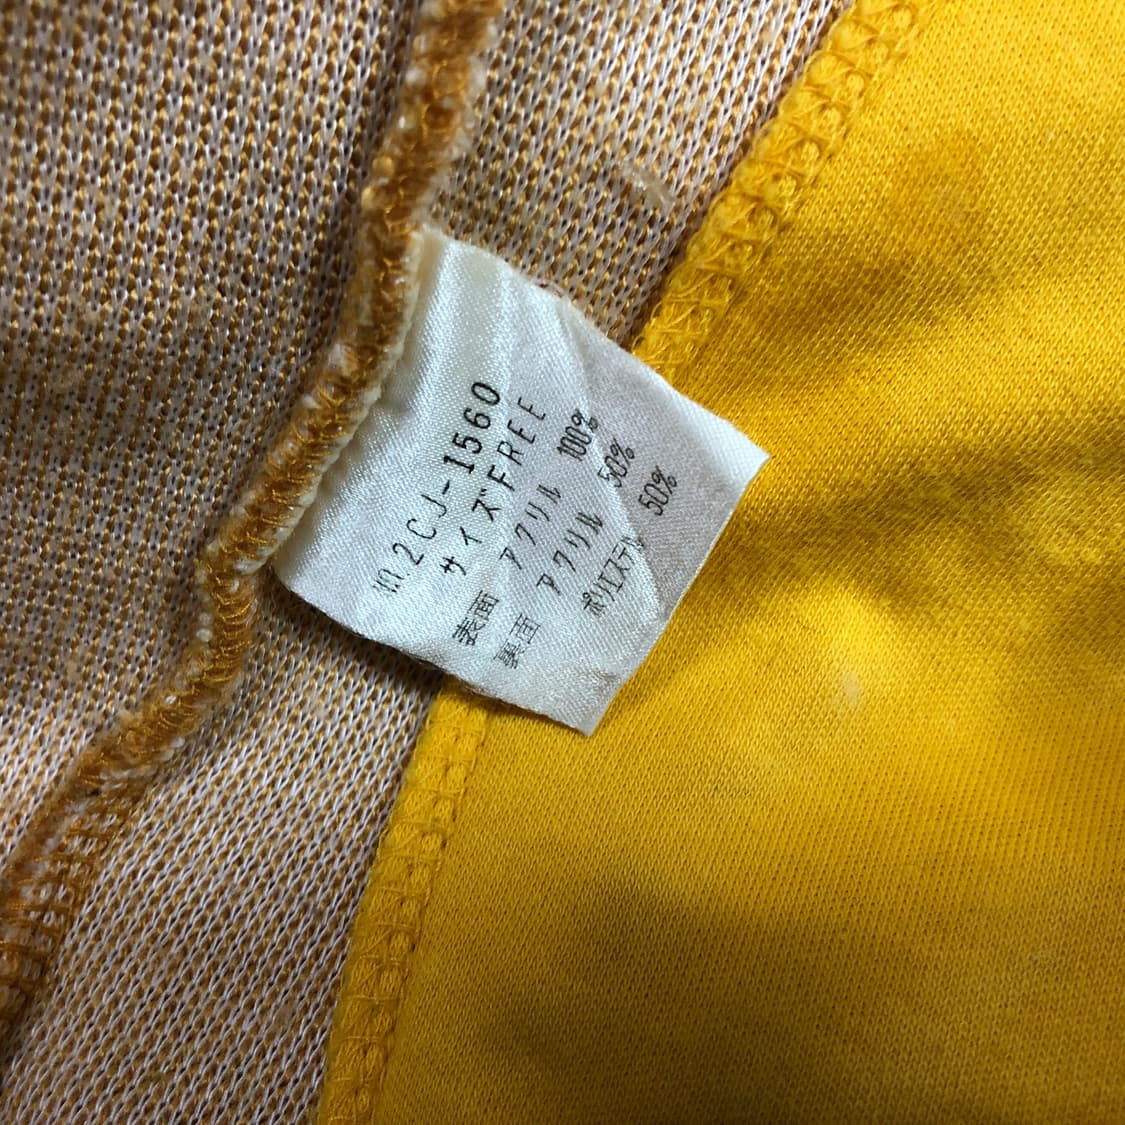 10.2CJ-1560
サイズFREE
表面 アクリル 100%
裏面 アクリル 50%
ポリエステル 50%